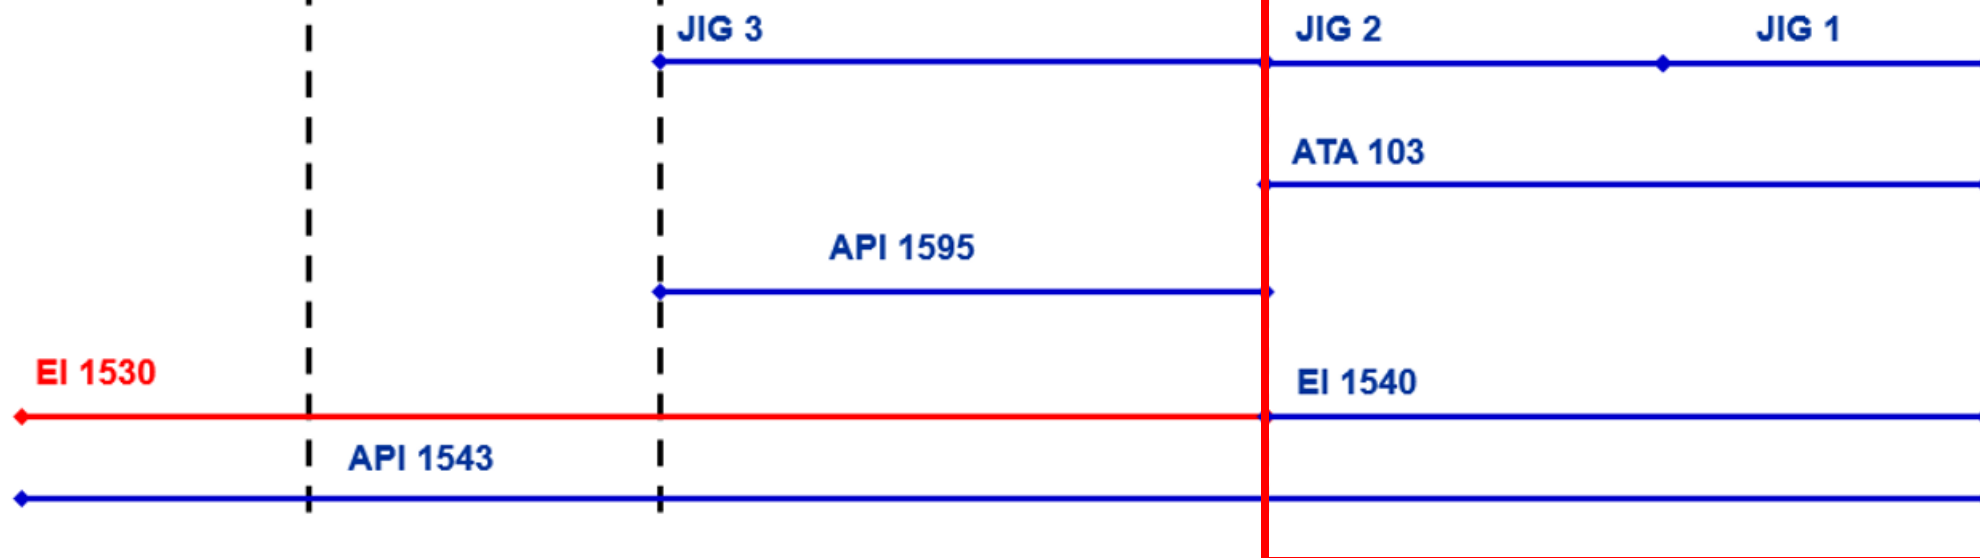 JIG 3
JIG 2
JIG 1
ATA 103
API 1595
EI 1530
EI 1540
API 1543